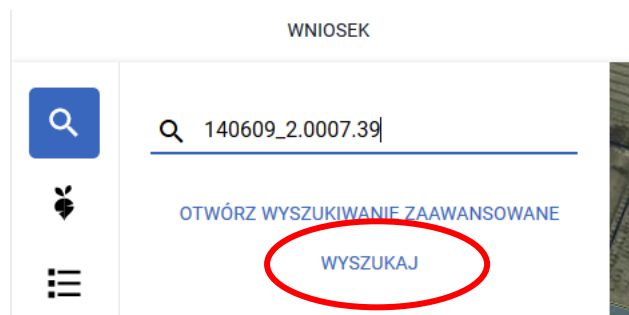 WNIOSEK
140609_2.0007.39
OTWÓRZ WYSZUKIWANIE ZAAWANSOWANE
WYSZUKAJ